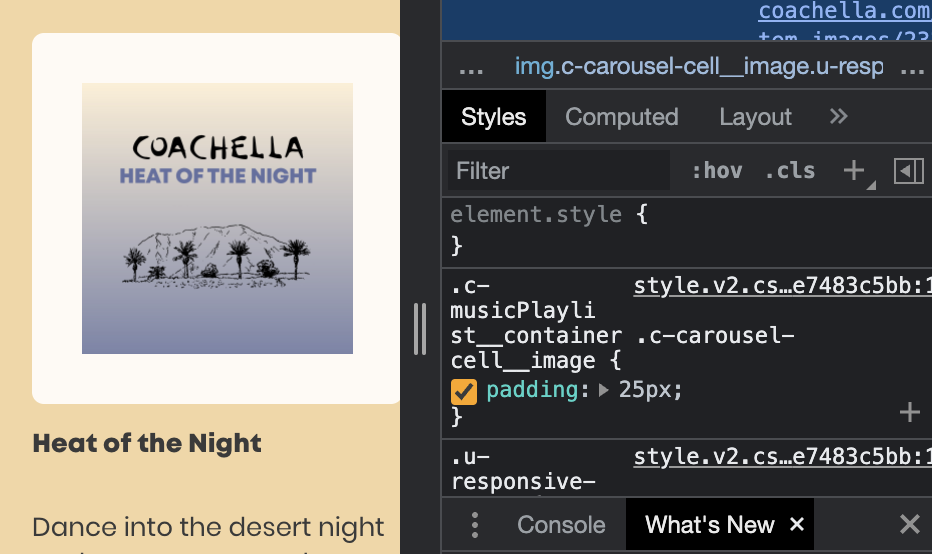 COACHELLA
HEAT OF THE NIGHT
Heat of the Night
Dance into the desert night
coachella.com
... img.c-carousel-cell__image.u-resp ...
Styles Computed Layout »
Filter :hov .cls +
element.style {
}
.c- style.v2.cs…e7483c5bb:1
musicPlayli
st__container .c-carousel-
cell__image {
padding: 25px;
}
.u- style.v2.cs…e7483c5bb:1
responsive-
Console What's New ×